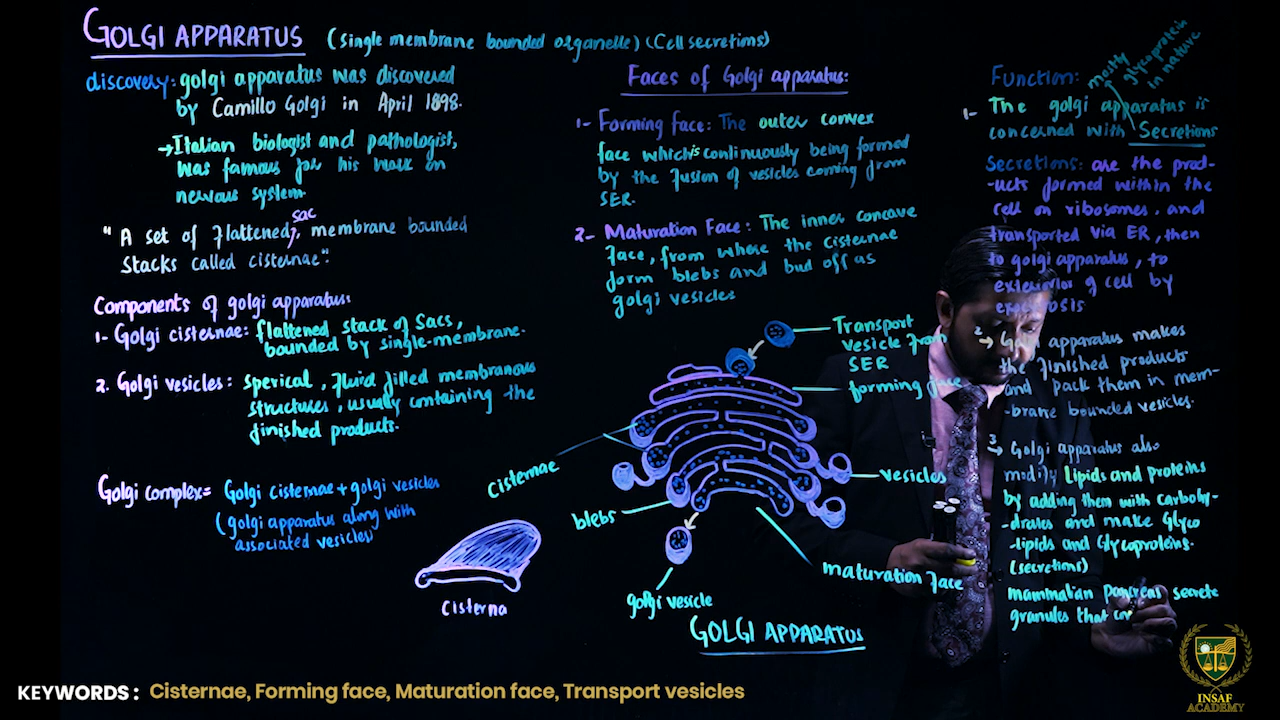 GOLGI APPARATUS (single membrane bounded organelle) (Cell secretions)
discovery: golgi apparatus was discovered
by Camillo Golgi in April 1898.
→Italian biologist and pathologist,
was famous for his work on
nervous system.
sac
" A set of flattened, membrane bounded
Stacks called cisternae".
Components of golgi apparatus:
1- Golgi cisternae: flattened stack of Sacs,
bounded by single-membrane.
2. Golgi vesicles: sperical, fluid filled membranous
structures, usually containing the
finished products.
Golgi complex= Golgi cisternae + golgi vesicles
(golgi apparatus along with
associated vesicles)
Faces of Golgi apparatus:
1- Forming face: The outer convex
face which is continuously being formed
by the fusion of vesicles coming from
SER.
2- Maturation Face: The inner concave
face, from where the cisternae
form blebs and bud off as
golgi vesicles
Transport
vesicle from
SER
forming face
cisternae
vesicles
blebs
maturation face
golgi vesicle
cisterna
GOLGI APPARATUS
Function:
mostly
glycoprotein
in nature
1- The golgi apparatus is
concerned with Secretions
Secretions: are the prod-
-ucts formed within the
cell on ribosomes, and
transported via ER, then
to golgi apparatus, to
exterior of cell by
exocytosis
2→ Golgi apparatus makes
the finished products
and pack them in mem-
-brane bounded vesicles.
3→ Golgi apparatus also
modify Lipids and proteins
by adding them with carbohy-
-drates and make Glyco
-lipids and Glycoproteins.
(secretions)
mammalian pancreas secrete
granules that
KEYWORDS : Cisternae, Forming face, Maturation face, Transport vesicles
INSAF
ACADEMY